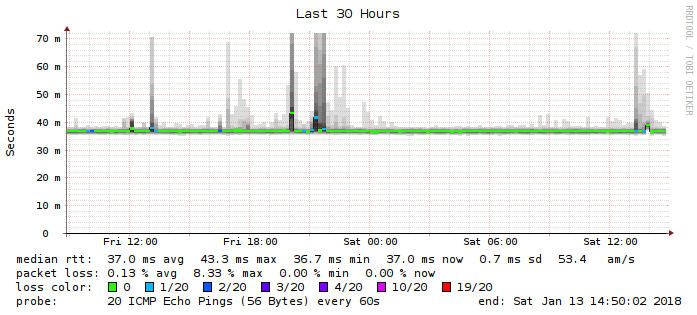 Last 30 Hours
RRDTOOL / TOBI OETIKER
Seconds
70 m
60 m
50 m
40 m
30 m
20 m
10 m
0
Fri 12:00 Fri 18:00 Sat 00:00 Sat 06:00 Sat 12:00
median rtt: 37.0 ms avg 43.3 ms max 36.7 ms min 37.0 ms now 0.7 ms sd 53.4 am/s
packet loss: 0.13 % avg 8.33 % max 0.00 % min 0.00 % now
loss color: 0 1/20 2/20 3/20 4/20 10/20 19/20
probe: 20 ICMP Echo Pings (56 Bytes) every 60s end: Sat Jan 13 14:50:02 2018